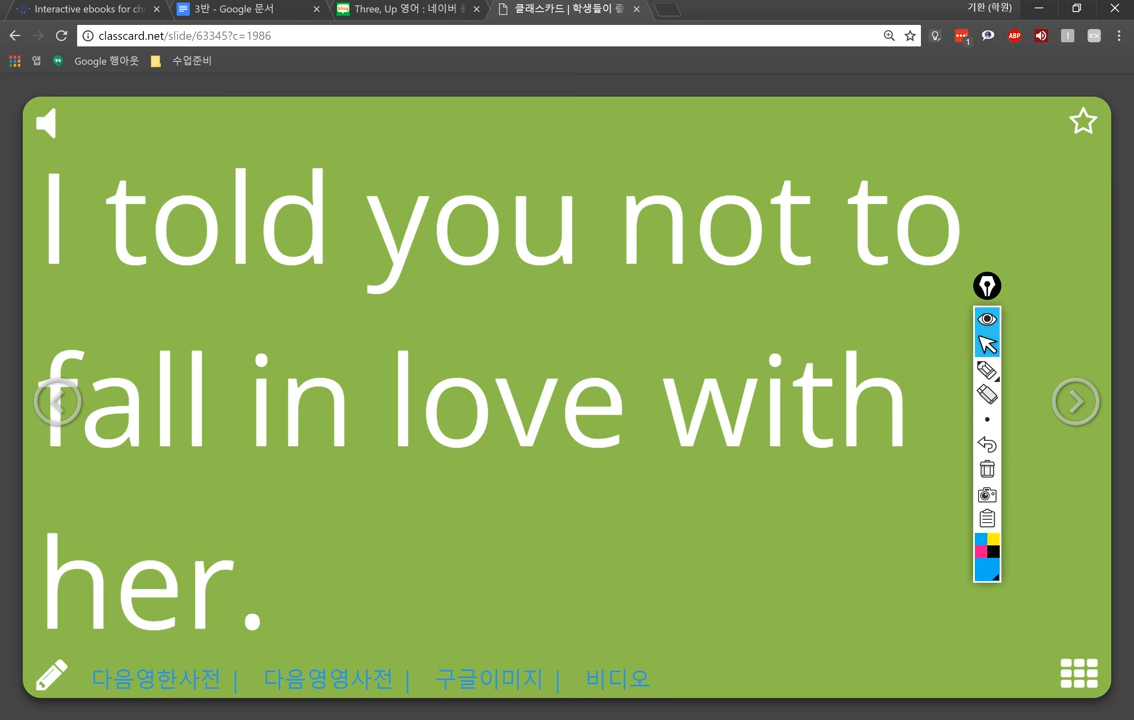 Interactive ebooks for ch
3반 - Google 문서
Three, Up 영어 : 네이버
클래스카드 | 학생들이 좋
기환 (학원)
classcard.net/slide/63345?c=1986
1
ABP
앱
Google 행아웃
수업준비
I told you not to
fall in love with
her.
다음영한사전 | 다음영영사전 | 구글이미지 | 비디오